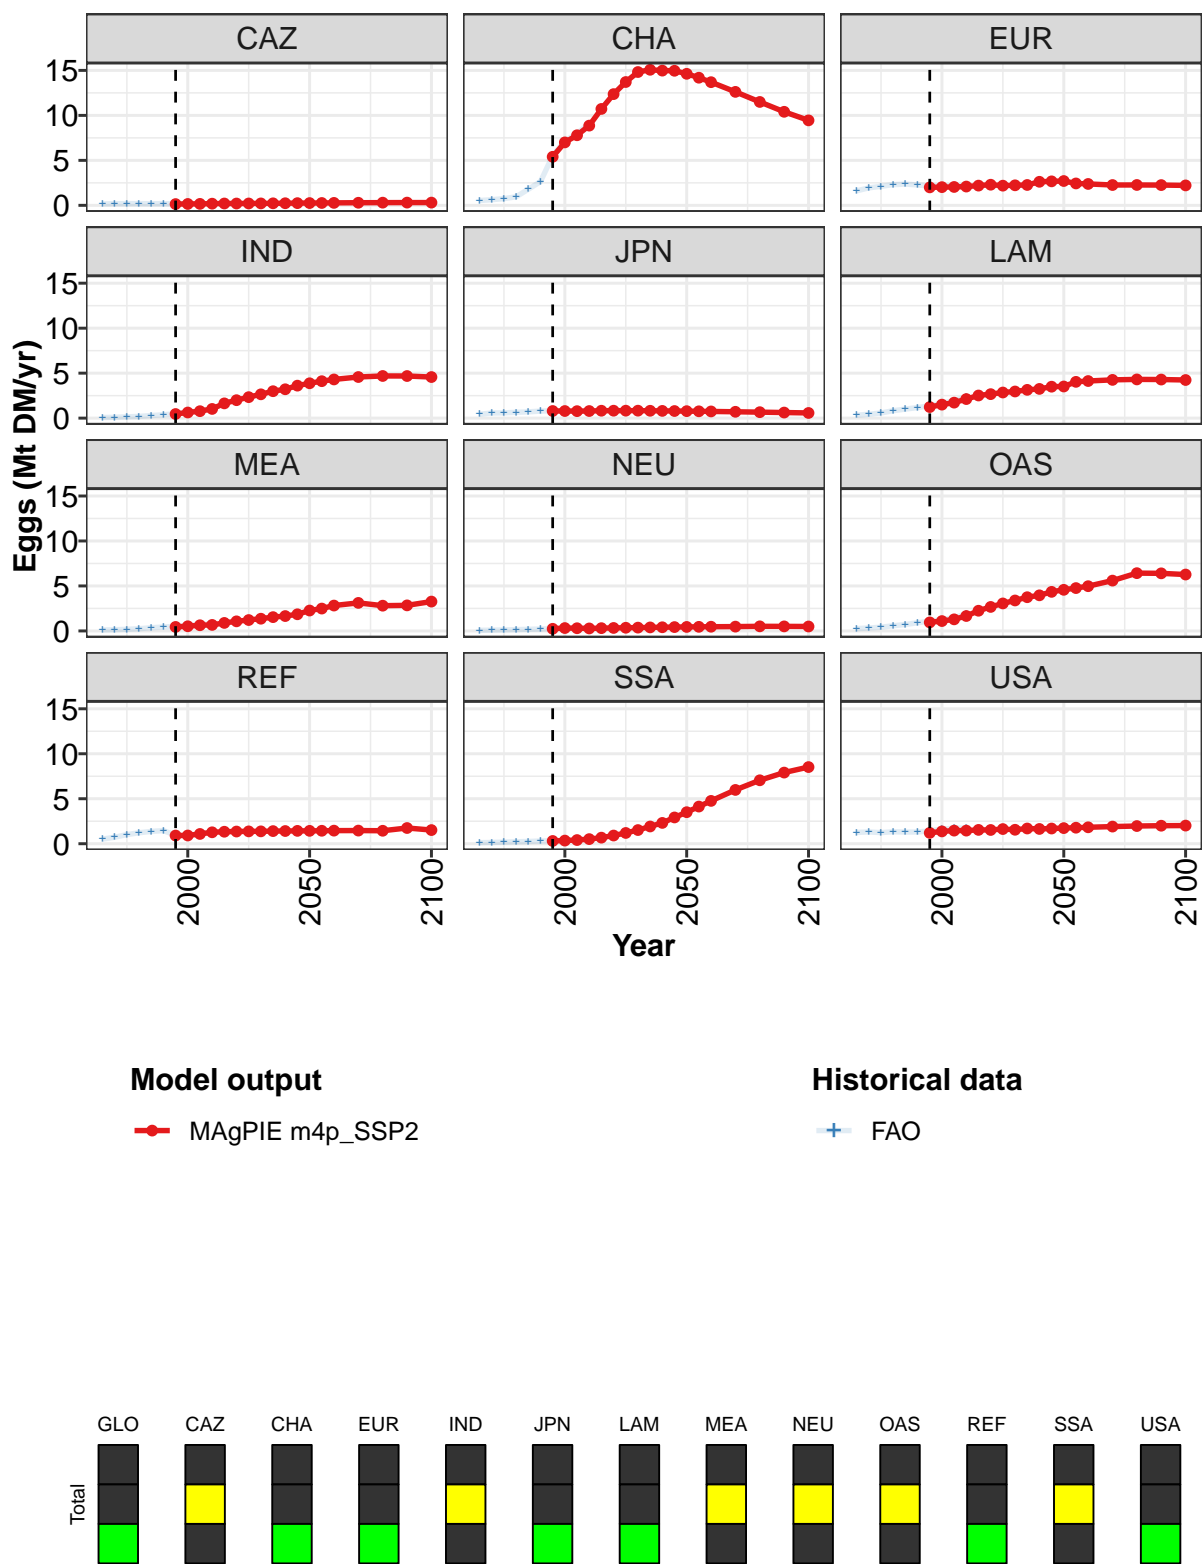 CAZ CHA EUR
15
10
5
0
IND JPN LAM
15
10
5
0
MEA NEU OAS
15
10
5
0
REF SSA USA
15
10
5
0
Eggs (Mt DM/yr)
2000 2050 2100 2000 2050 2100 2000 2050 2100
Year
Model output Historical data
MAgPIE m4p_SSP2 FAO
GLO CAZ CHA EUR IND JPN LAM MEA NEU OAS REF SSA USA
Total